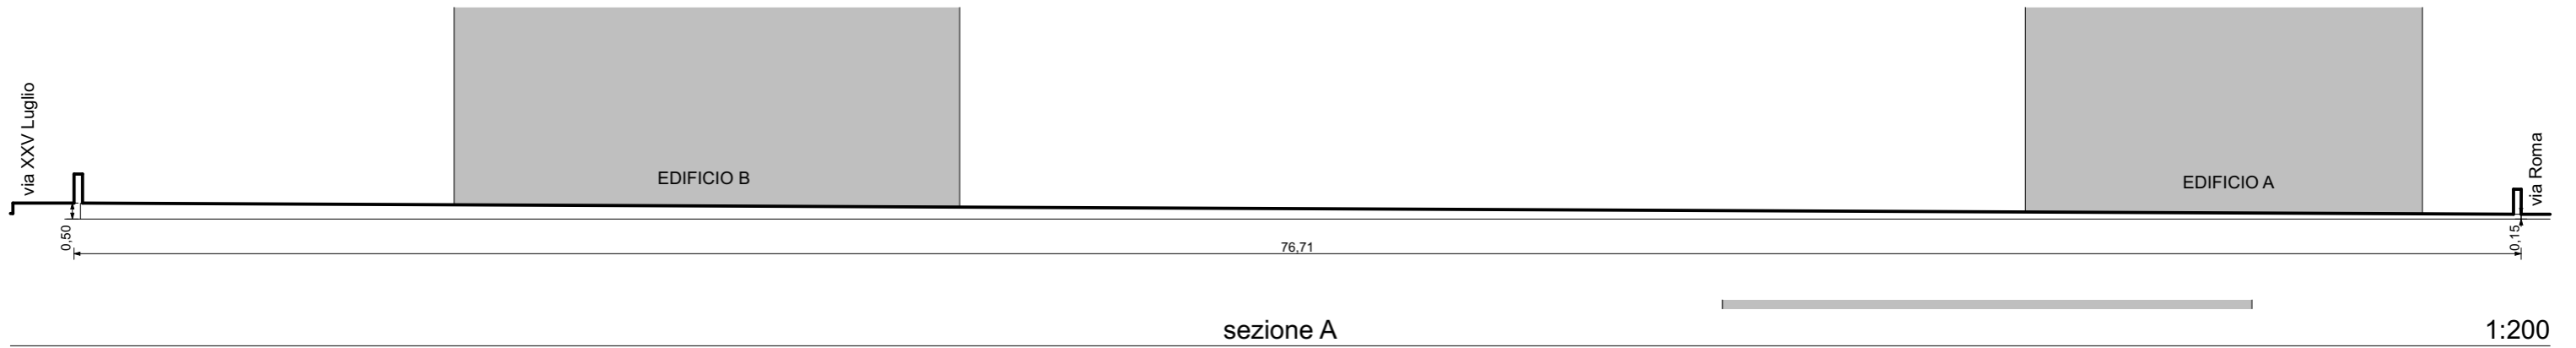 via XXV Luglio
EDIFICIO B
EDIFICIO A
via Roma
0,50
76,71
0,15
sezione A
1:200